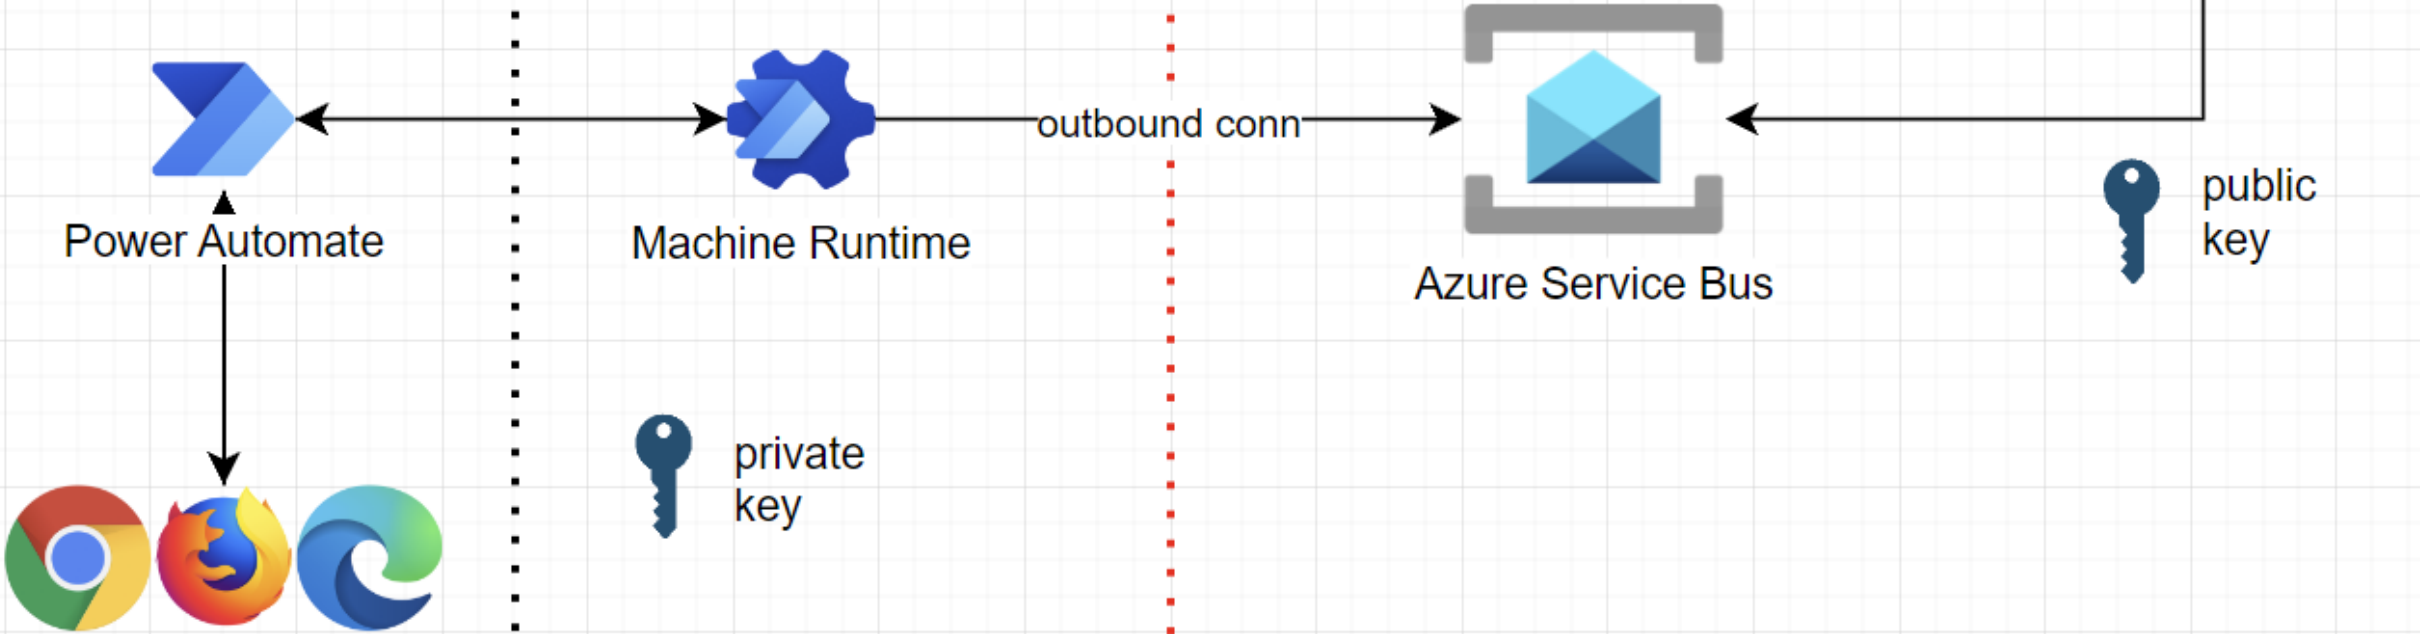 outbound conn
Power Automate
Machine Runtime
Azure Service Bus
public
key
private
key